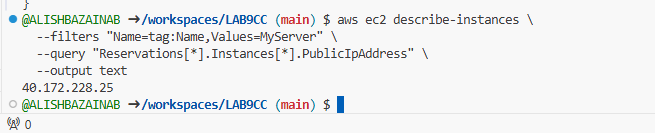 }
@ALISHBAZAINAB ➜/workspaces/LAB9CC (main) $ aws ec2 describe-instances \
--filters "Name=tag:Name,Values=MyServer" \
--query "Reservations[*].Instances[*].PublicIpAddress" \
--output text
40.172.228.25
@ALISHBAZAINAB ➜/workspaces/LAB9CC (main) $
0